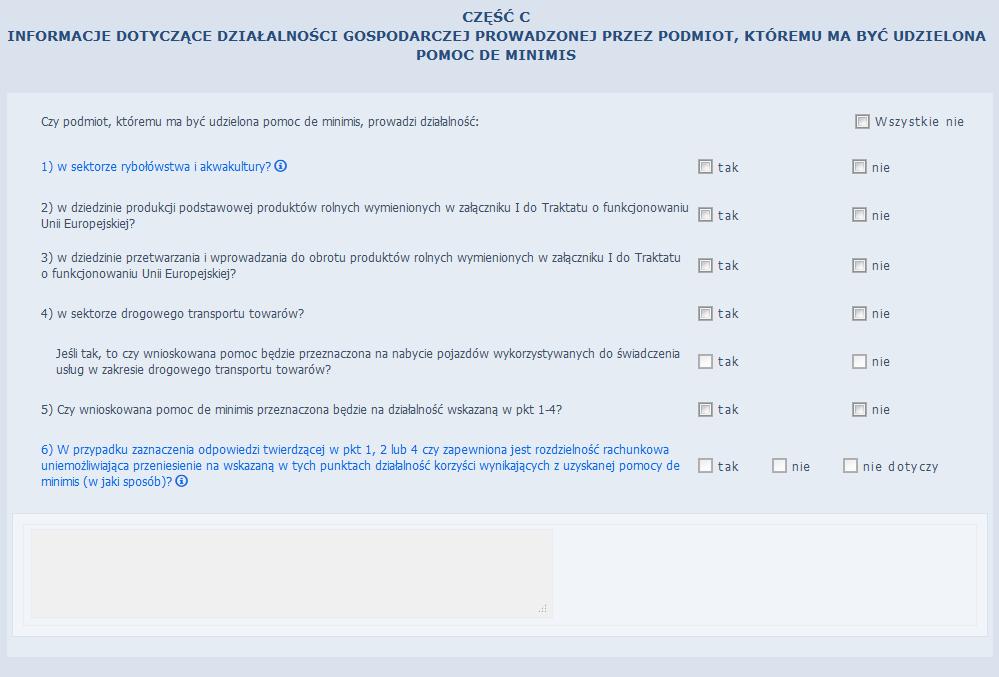 CZĘŚĆ C
INFORMACJE DOTYCZĄCE DZIAŁALNOŚCI GOSPODARCZEJ PROWADZONEJ PRZEZ PODMIOT, KTÓREMU MA BYĆ UDZIELONA
POMOC DE MINIMIS
Czy podmiot, któremu ma być udzielona pomoc de minimis, prowadzi działalność: Wszystkie nie
1) w sektorze rybołówstwa i akwakultury? tak nie
2) w dziedzinie produkcji podstawowej produktów rolnych wymienionych w załączniku I do Traktatu o funkcjonowaniu
Unii Europejskiej? tak nie
3) w dziedzinie przetwarzania i wprowadzania do obrotu produktów rolnych wymienionych w załączniku I do Traktatu
o funkcjonowaniu Unii Europejskiej? tak nie
4) w sektorze drogowego transportu towarów? tak nie
Jeśli tak, to czy wnioskowana pomoc będzie przeznaczona na nabycie pojazdów wykorzystywanych do świadczenia
usług w zakresie drogowego transportu towarów? tak nie
5) Czy wnioskowana pomoc de minimis przeznaczona będzie na działalność wskazaną w pkt 1-4? tak nie
6) W przypadku zaznaczenia odpowiedzi twierdzącej w pkt 1, 2 lub 4 czy zapewniona jest rozdzielność rachunkowa
uniemożliwiająca przeniesienie na wskazaną w tych punktach działalność korzyści wynikających z uzyskanej pomocy de tak nie nie dotyczy
minimis (w jaki sposób)?